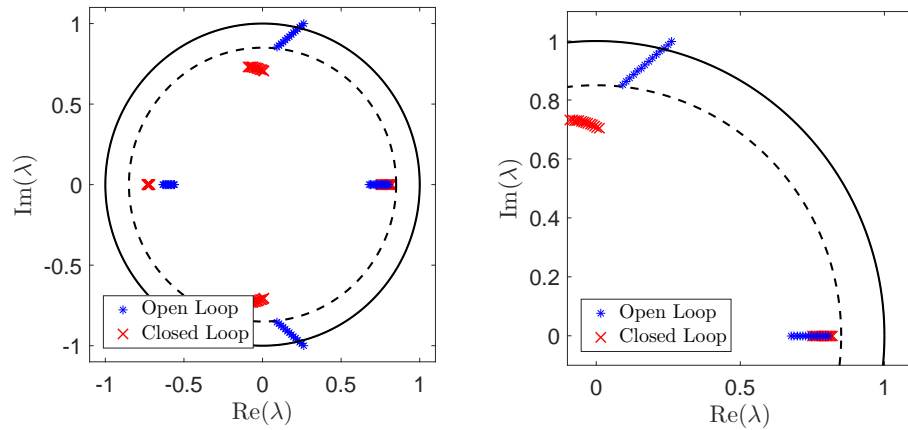 1
0.5
0
-0.5
-1
Im(λ)
Open Loop
Closed Loop
-1 -0.5 0 0.5 1
Re(λ)
1
0.8
0.6
0.4
0.2
0
Im(λ)
Open Loop
Closed Loop
0 0.5 1
Re(λ)